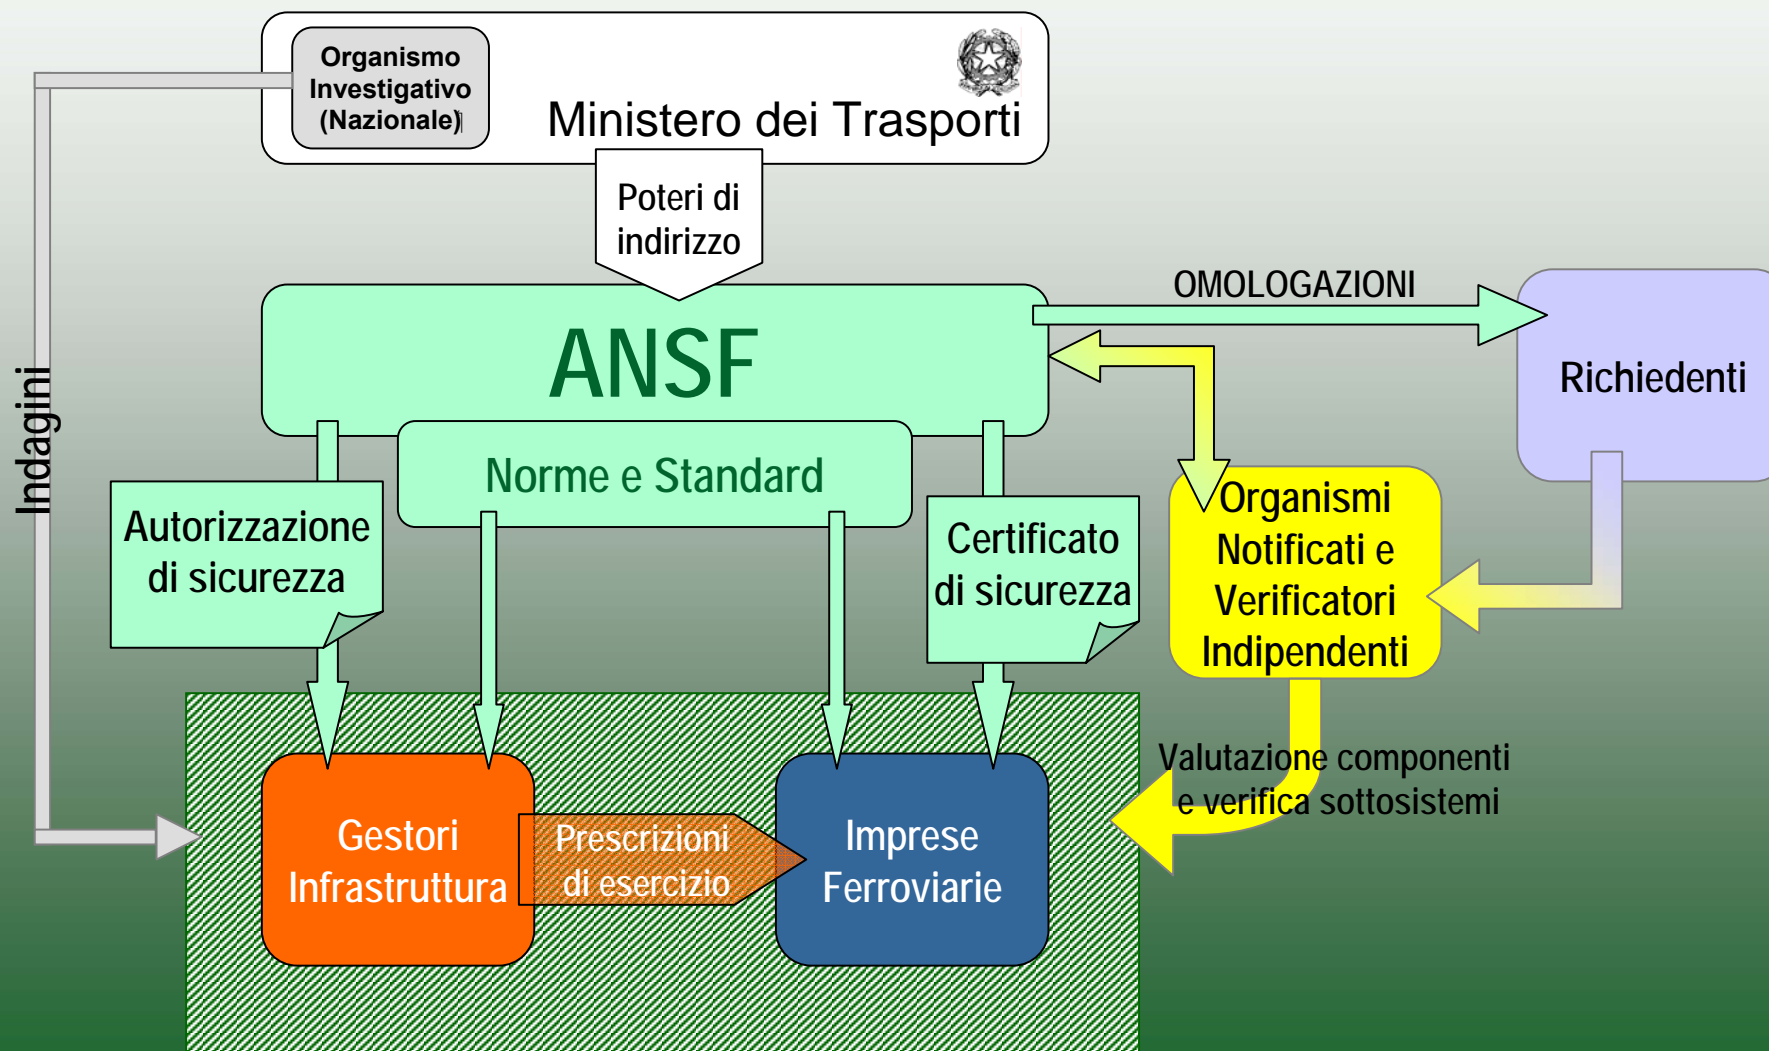 Organismo
Investigativo
(Nazionale)
Ministero dei Trasporti
Poteri di
indirizzo
OMOLOGAZIONI
ANSF
Richiedenti
Indagini
Norme e Standard
Autorizzazione
di sicurezza
Certificato
di sicurezza
Organismi
Notificati e
Verificatori
Indipendenti
Valutazione componenti
e verifica sottosistemi
Gestori
Infrastruttura
Prescrizioni
di esercizio
Imprese
Ferroviarie